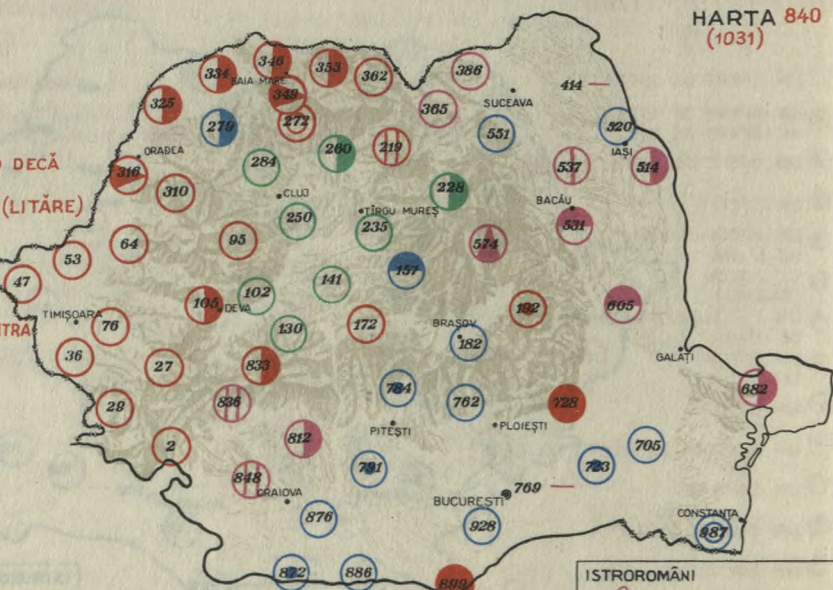 HARTA 840
(1031)
DECĂ
(LITĂRE)
NTRA
346
334
BAIA MARE
353
362
386
349
325
365
414 —
SUCEAVA
279
272
551
520
IAȘI
ORADEA
219
284
260
537
514
316
310
228
CLUJ
BACĂU
TÎRGU MUREȘ
250
531
235
64
95
574
53
157
47
102
141
105
DEVA
605
192
TIMIȘOARA
76
130
172
BRAȘOV
182
GALAȚI
36
27
833
682
29
836
784
762
728
PITEȘTI
PLOIEȘTI
2
812
705
791
723
848
769 —
CRAIOVA
BUCUREȘTI
876
928
CONSTANȚA
987
872
886
899
ISTROROMÂNI